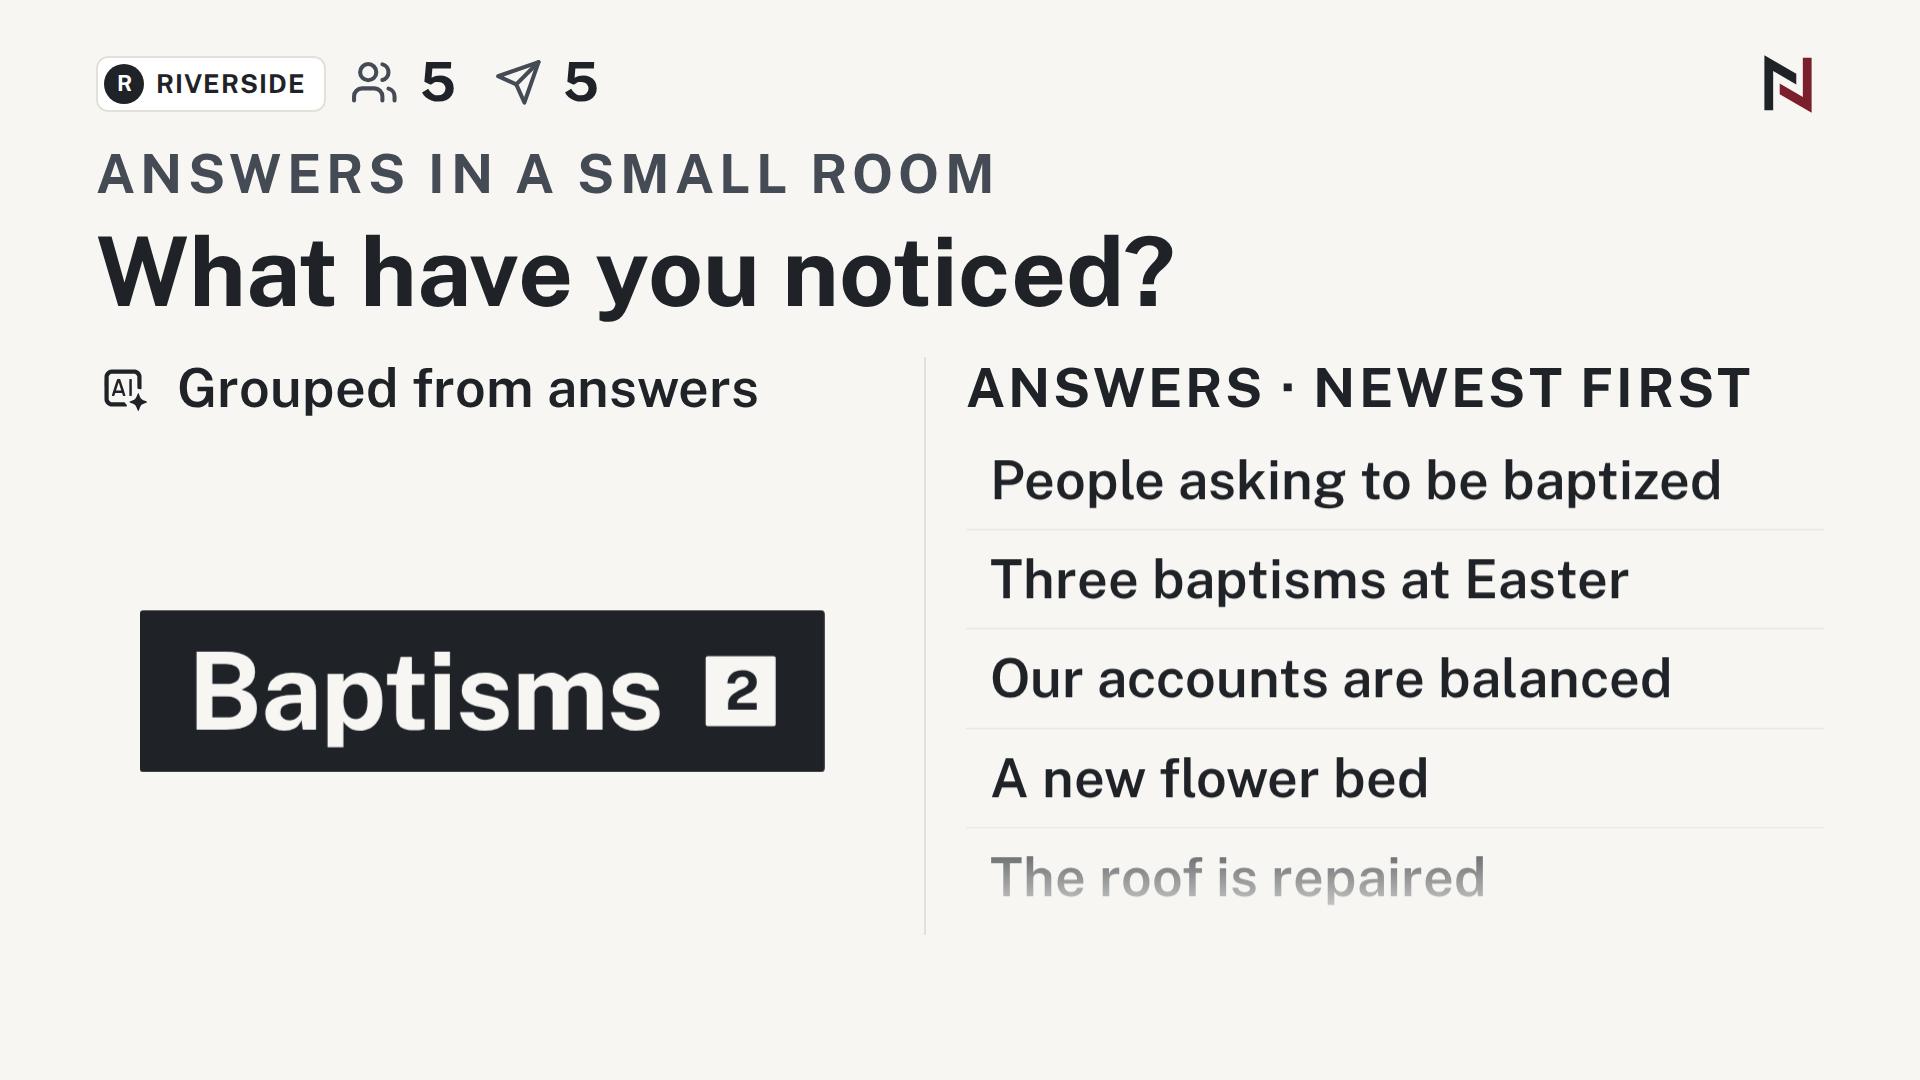 R RIVERSIDE 5 5
ANSWERS IN A SMALL ROOM
What have you noticed?
AI Grouped from answers
Baptisms 2
ANSWERS · NEWEST FIRST
People asking to be baptized
Three baptisms at Easter
Our accounts are balanced
A new flower bed
The roof is repaired